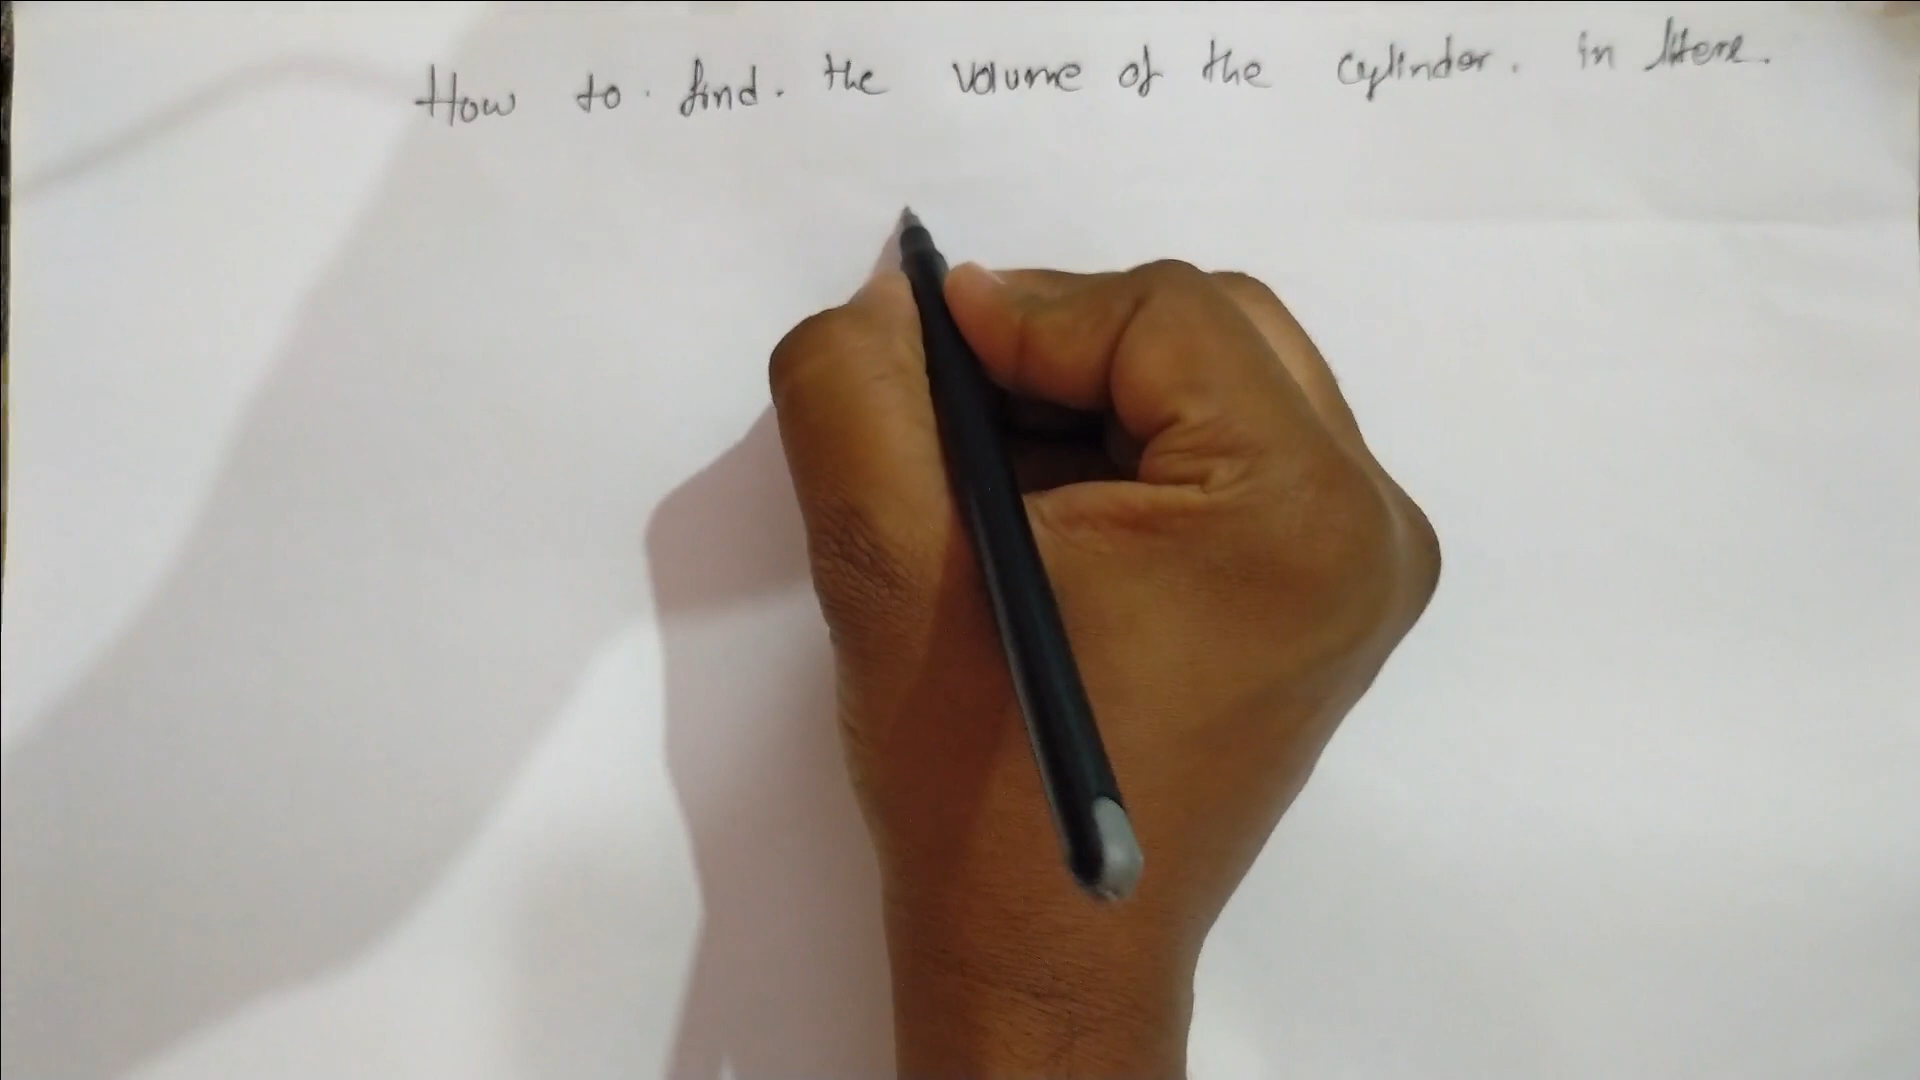 How to. find. the volume of the cylinder. in litere.